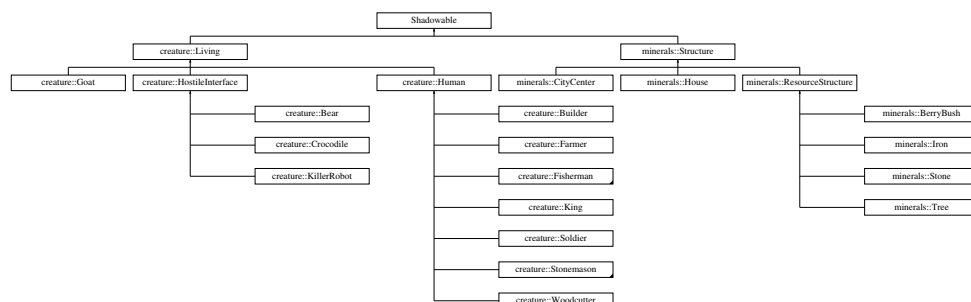 Shadowable
creature::Living
minerals::Structure
creature::Goat
creature::HostileInterface
creature::Human
minerals::CityCenter
minerals::House
minerals::ResourceStructure
creature::Bear
creature::Builder
minerals::BerryBush
creature::Crocodile
creature::Farmer
minerals::Iron
creature::KillerRobot
creature::Fisherman
minerals::Stone
creature::King
minerals::Tree
creature::Soldier
creature::Stonemason
creature::Woodcutter